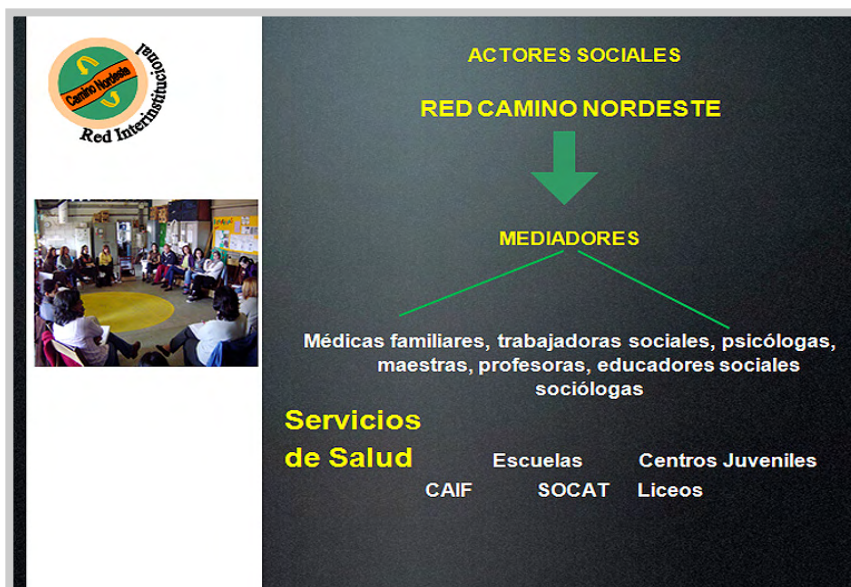 Camino Nordeste
Red Interinstitucional
ACTORES SOCIALES
RED CAMINO NORDESTE
MEDIADORES
Médicas familiares, trabajadoras sociales, psicólogas,
maestras, profesoras, educadores sociales
sociólogas
Servicios
de Salud
Escuelas Centros Juveniles
CAIF SOCAT Liceos